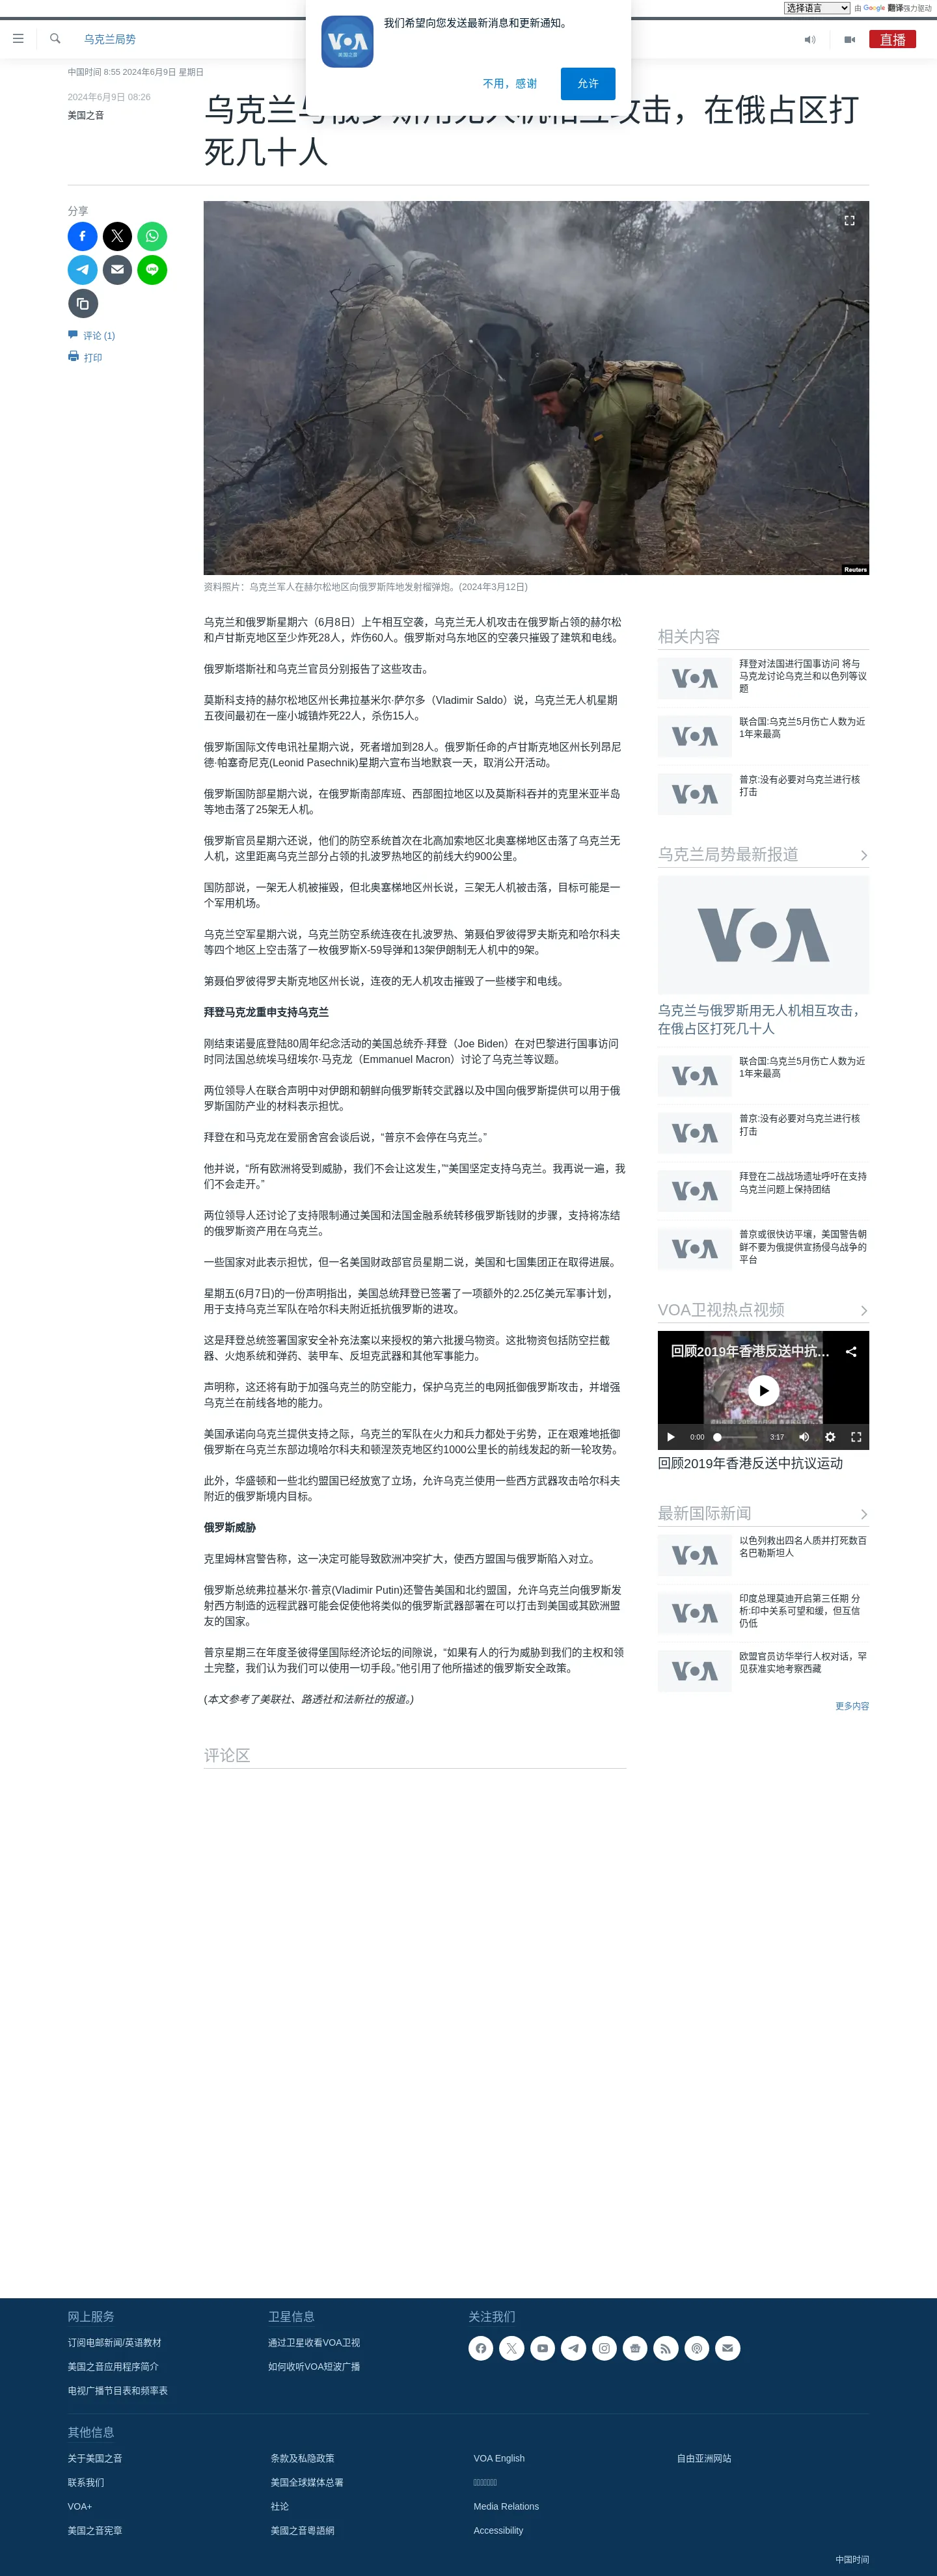 选择语言
由 Google 翻译强力驱动
我们希望向您发送最新消息和更新通知。
VOA
美国之音
不用，感谢
允许
乌克兰局势
直播
中国时间 8:55 2024年6月9日 星期日
2024年6月9日 08:26
美国之音
乌克兰与俄罗斯用无人机相互攻击，在俄占区打
死几十人
分享
评论 (1)
打印
Reuters
资料照片：乌克兰军人在赫尔松地区向俄罗斯阵地发射榴弹炮。(2024年3月12日)
乌克兰和俄罗斯星期六（6月8日）上午相互空袭，乌克兰无人机攻击在俄罗斯占领的赫尔松
和卢甘斯克地区至少炸死28人，炸伤60人。俄罗斯对乌东地区的空袭只摧毁了建筑和电线。
俄罗斯塔斯社和乌克兰官员分别报告了这些攻击。
莫斯科支持的赫尔松地区州长弗拉基米尔·萨尔多（Vladimir Saldo）说，乌克兰无人机星期
五夜间最初在一座小城镇炸死22人，杀伤15人。
俄罗斯国际文传电讯社星期六说，死者增加到28人。俄罗斯任命的卢甘斯克地区州长列昂尼
德·帕塞奇尼克(Leonid Pasechnik)星期六宣布当地默哀一天，取消公开活动。
俄罗斯国防部星期六说，在俄罗斯南部库班、西部图拉地区以及莫斯科吞并的克里米亚半岛
等地击落了25架无人机。
俄罗斯官员星期六还说，他们的防空系统首次在北高加索地区北奥塞梯地区击落了乌克兰无
人机，这里距离乌克兰部分占领的扎波罗热地区的前线大约900公里。
国防部说，一架无人机被摧毁，但北奥塞梯地区州长说，三架无人机被击落，目标可能是一
个军用机场。
乌克兰空军星期六说，乌克兰防空系统连夜在扎波罗热、第聂伯罗彼得罗夫斯克和哈尔科夫
等四个地区上空击落了一枚俄罗斯X-59导弹和13架伊朗制无人机中的9架。
第聂伯罗彼得罗夫斯克地区州长说，连夜的无人机攻击摧毁了一些楼宇和电线。
拜登马克龙重申支持乌克兰
刚结束诺曼底登陆80周年纪念活动的美国总统乔·拜登（Joe Biden）在对巴黎进行国事访问
时同法国总统埃马纽埃尔·马克龙（Emmanuel Macron）讨论了乌克兰等议题。
两位领导人在联合声明中对伊朗和朝鲜向俄罗斯转交武器以及中国向俄罗斯提供可以用于俄
罗斯国防产业的材料表示担忧。
拜登在和马克龙在爱丽舍宫会谈后说，“普京不会停在乌克兰。”
他并说，“所有欧洲将受到威胁，我们不会让这发生，”“美国坚定支持乌克兰。我再说一遍，我
们不会走开。”
两位领导人还讨论了支持限制通过美国和法国金融系统转移俄罗斯钱财的步骤，支持将冻结
的俄罗斯资产用在乌克兰。
一些国家对此表示担忧，但一名美国财政部官员星期二说，美国和七国集团正在取得进展。
星期五(6月7日)的一份声明指出，美国总统拜登已签署了一项额外的2.25亿美元军事计划，
用于支持乌克兰军队在哈尔科夫附近抵抗俄罗斯的进攻。
这是拜登总统签署国家安全补充法案以来授权的第六批援乌物资。这批物资包括防空拦截
器、火炮系统和弹药、装甲车、反坦克武器和其他军事能力。
声明称，这还将有助于加强乌克兰的防空能力，保护乌克兰的电网抵御俄罗斯攻击，并增强
乌克兰在前线各地的能力。
美国承诺向乌克兰提供支持之际，乌克兰的军队在火力和兵力都处于劣势，正在艰难地抵御
俄罗斯在乌克兰东部边境哈尔科夫和顿涅茨克地区约1000公里长的前线发起的新一轮攻势。
此外，华盛顿和一些北约盟国已经放宽了立场，允许乌克兰使用一些西方武器攻击哈尔科夫
附近的俄罗斯境内目标。
俄罗斯威胁
克里姆林宫警告称，这一决定可能导致欧洲冲突扩大，使西方盟国与俄罗斯陷入对立。
俄罗斯总统弗拉基米尔·普京(Vladimir Putin)还警告美国和北约盟国，允许乌克兰向俄罗斯发
射西方制造的远程武器可能会促使他将类似的俄罗斯武器部署在可以打击到美国或其欧洲盟
友的国家。
普京星期三在年度圣彼得堡国际经济论坛的间隙说，“如果有人的行为威胁到我们的主权和领
土完整，我们认为我们可以使用一切手段。”他引用了他所描述的俄罗斯安全政策。
(本文参考了美联社、路透社和法新社的报道。)
评论区
相关内容
拜登对法国进行国事访问 将与
马克龙讨论乌克兰和以色列等议
题
联合国:乌克兰5月伤亡人数为近
1年来最高
普京:没有必要对乌克兰进行核
打击
乌克兰局势最新报道
VOA
乌克兰与俄罗斯用无人机相互攻击，
在俄占区打死几十人
联合国:乌克兰5月伤亡人数为近
1年来最高
普京:没有必要对乌克兰进行核
打击
拜登在二战战场遗址呼吁在支持
乌克兰问题上保持团结
普京或很快访平壤，美国警告朝
鲜不要为俄提供宣扬侵乌战争的
平台
VOA卫视热点视频
回顾2019年香港反送中抗...
0:00
3:17
回顾2019年香港反送中抗议运动
最新国际新闻
以色列救出四名人质并打死数百
名巴勒斯坦人
印度总理莫迪开启第三任期 分
析:印中关系可望和缓，但互信
仍低
欧盟官员访华举行人权对话，罕
见获准实地考察西藏
更多内容
网上服务
订阅电邮新闻/英语教材
美国之音应用程序简介
电视广播节目表和频率表
卫星信息
通过卫星收看VOA卫视
如何收听VOA短波广播
关注我们
其他信息
关于美国之音
联系我们
VOA+
美国之音宪章
条款及私隐政策
美国全球媒体总署
社论
美國之音粵語網
VOA English
Media Relations
Accessibility
自由亚洲网站
中国时间